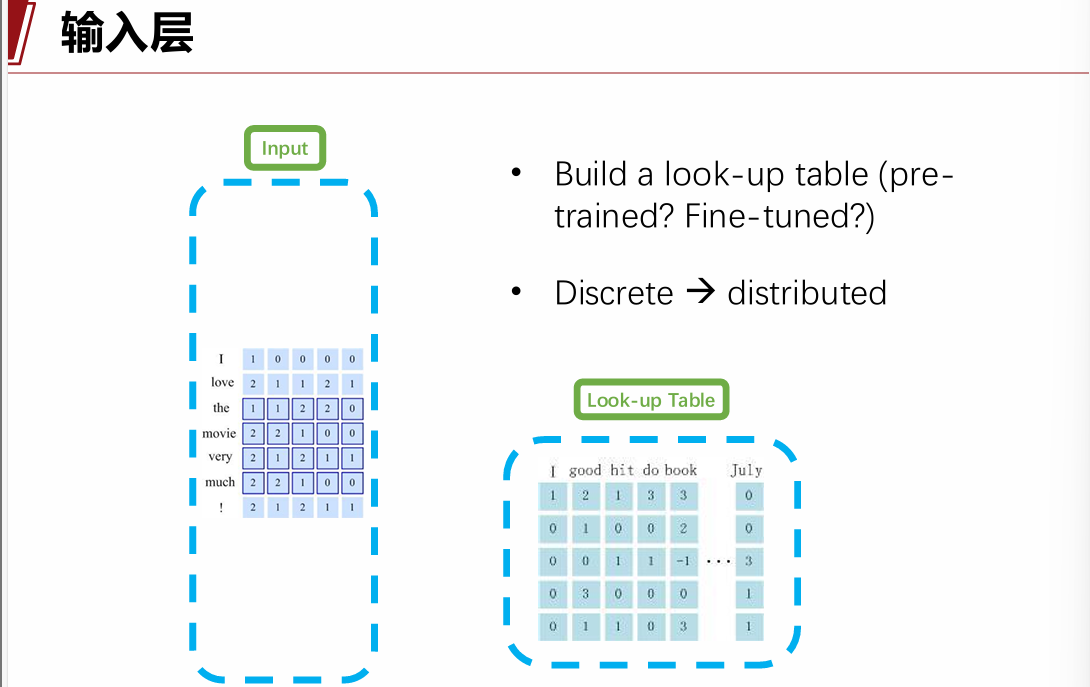 输入层
Input
• Build a look-up table (pre-
trained? Fine-tuned?)
• Discrete → distributed
I 1 0 0 0 0
love 2 1 1 2 1
the 1 1 2 2 0
movie 2 2 1 0 0
very 2 1 2 1 1
much 2 2 1 0 0
! 2 1 2 1 1
Look-up Table
I good hit do book July
1 2 1 3 3 0
0 1 0 0 2 0
0 0 1 1 -1 ··· 3
0 3 0 0 0 1
0 1 1 0 3 1